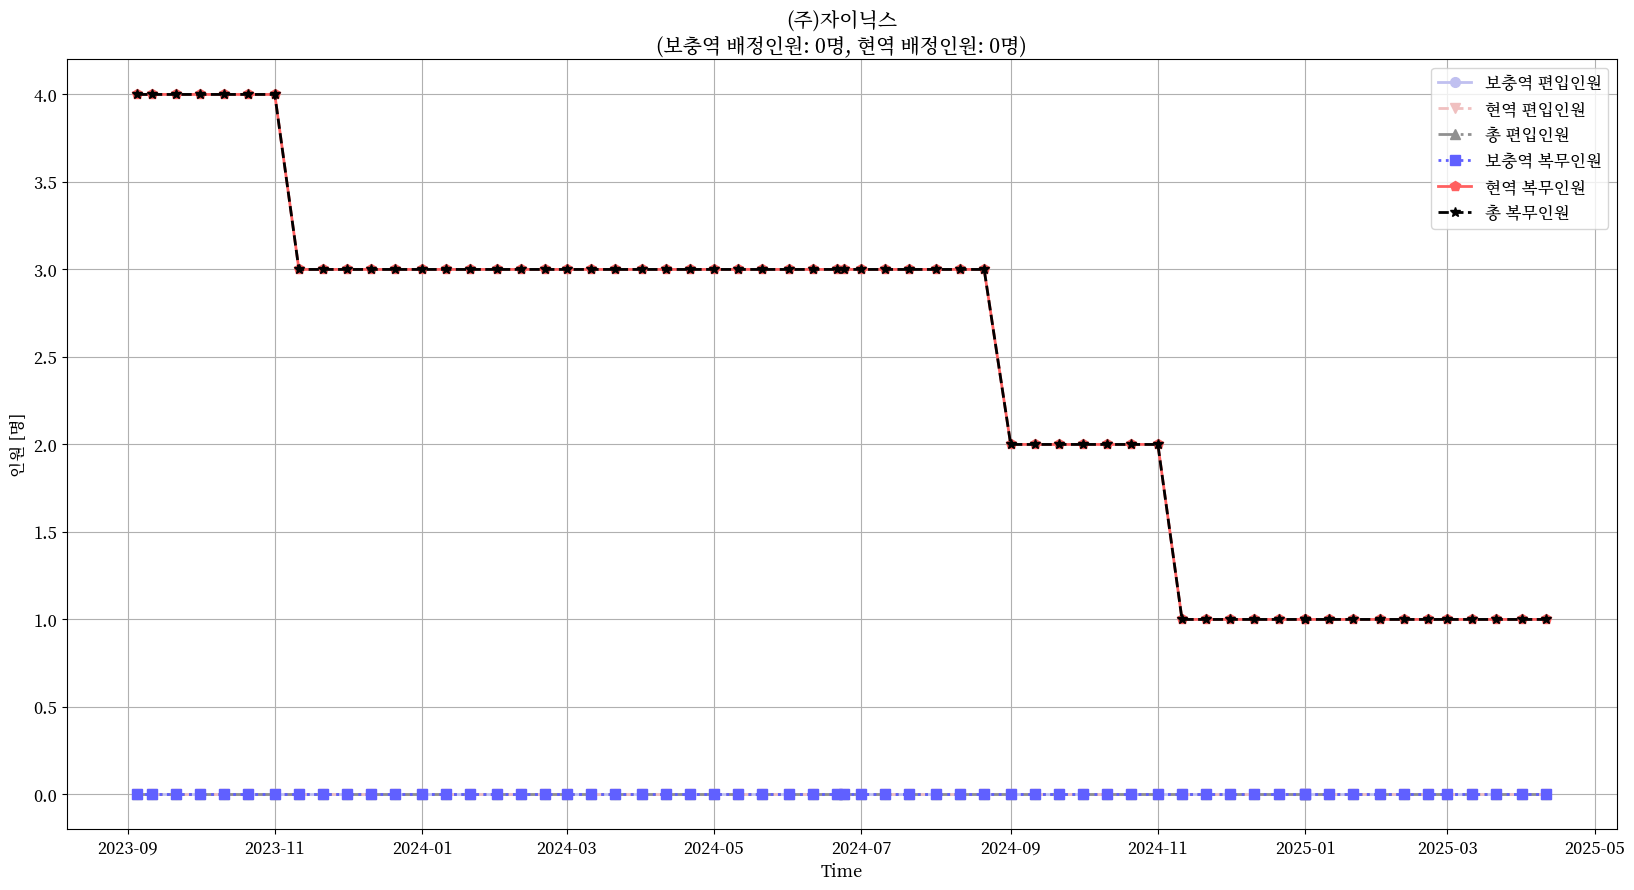 (주)자이닉스
(보충역 배정인원: 0명, 현역 배정인원: 0명)
보충역 편입인원
현역 편입인원
총 편입인원
보충역 복무인원
현역 복무인원
총 복무인원
인원 [명]
4.0
3.5
3.0
2.5
2.0
1.5
1.0
0.5
0.0
2023-09 2023-11 2024-01 2024-03 2024-05 2024-07 2024-09 2024-11 2025-01 2025-03 2025-05
Time